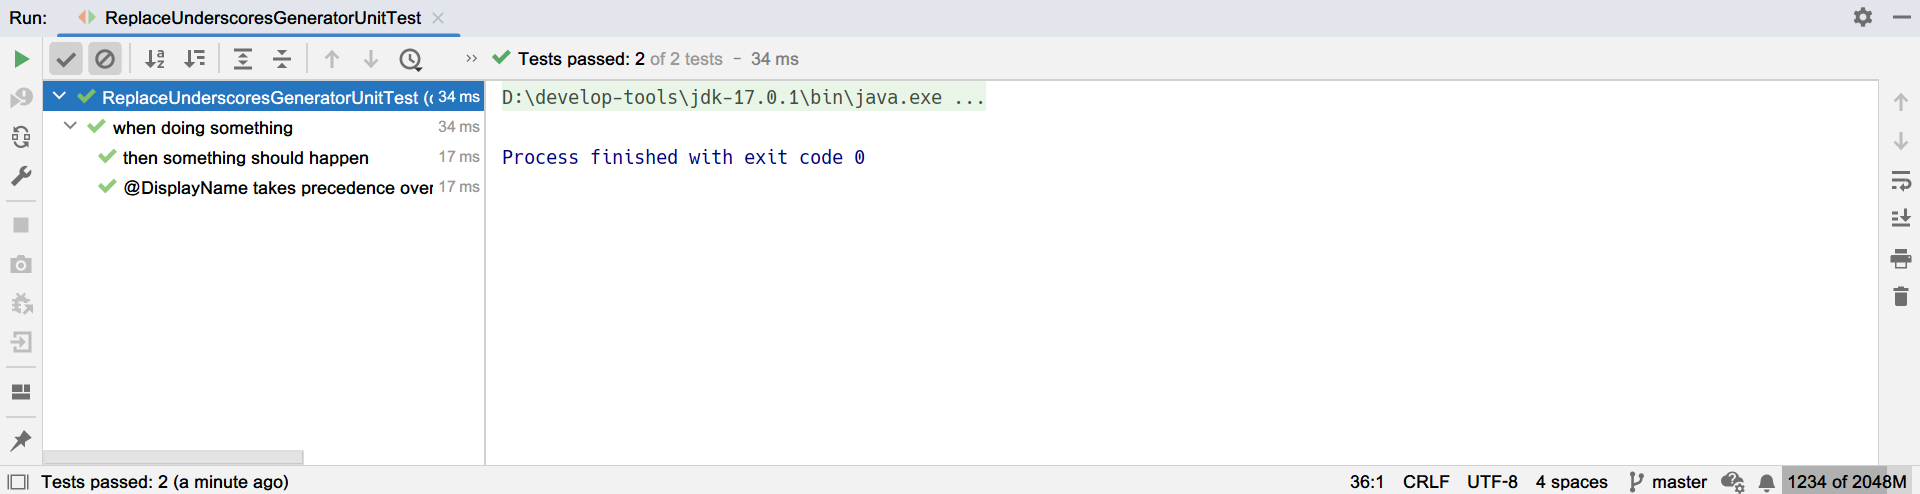 Run: ReplaceUnderscoresGeneratorUnitTest
Tests passed: 2 of 2 tests – 34 ms
ReplaceUnderscoresGeneratorUnitTest ( 34 ms
when doing something 34 ms
then something should happen 17 ms
@DisplayName takes precedence over 17 ms
D:\develop-tools\jdk-17.0.1\bin\java.exe ...
Process finished with exit code 0
Tests passed: 2 (a minute ago) 36:1 CRLF UTF-8 4 spaces master 1234 of 2048M